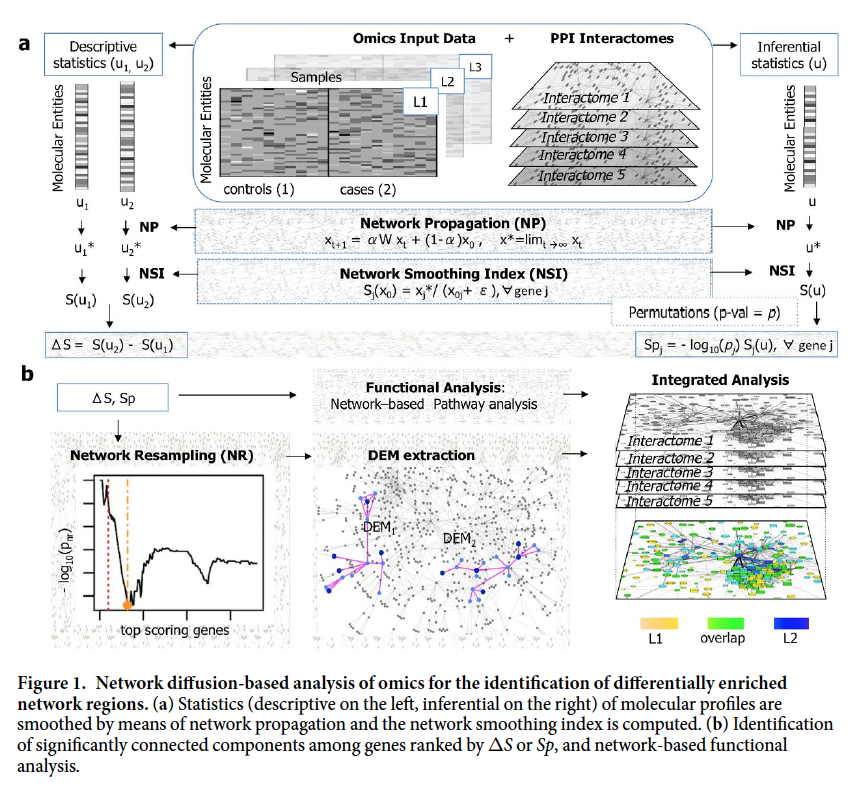 a
Descriptive
statistics (u1, u2)
Omics Input Data + PPI Interactomes
Inferential
statistics (u)
Molecular Entities
Molecular Entities
Samples
L3
L2
L1
controls (1) cases (2)
Interactome 1
Interactome 2
Interactome 3
Interactome 4
Interactome 5
Molecular Entities
u1 u2
u
NP
Network Propagation (NP)
xt+1 = αW xt + (1-α)x0 , x*=limt→∞ xt
NP
u1* u2*
u*
NSI
Network Smoothing Index (NSI)
Sj(x0) = xj*/ (x0j+ ε), ∀ gene j
NSI
S(u1) S(u2)
S(u)
Permutations (p-val = p)
ΔS = S(u2) - S(u1)
Spj = - log10(pj) Sj(u), ∀ gene j
b
ΔS, Sp
Functional Analysis:
Network–based Pathway analysis
Integrated Analysis
Network Resampling (NR)
DEM extraction
- log10(pnr)
top scoring genes
DEM1
DEM2
Interactome 1
Interactome 2
Interactome 3
Interactome 4
Interactome 5
L1 overlap L2
Figure 1. Network diffusion-based analysis of omics for the identification of differentially enriched
network regions. (a) Statistics (descriptive on the left, inferential on the right) of molecular profiles are
smoothed by means of network propagation and the network smoothing index is computed. (b) Identification
of significantly connected components among genes ranked by ΔS or Sp, and network-based functional
analysis.